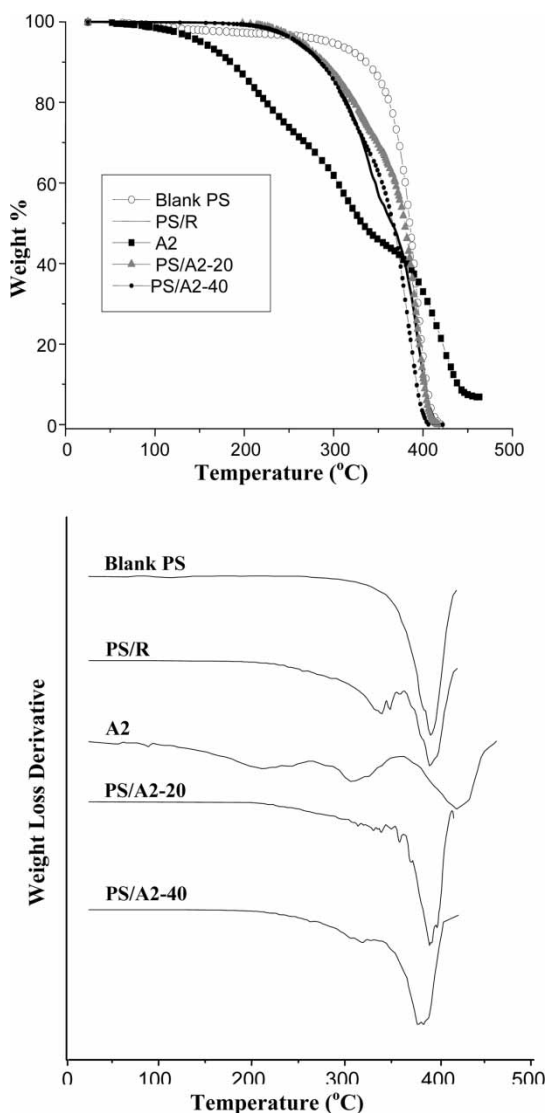 100
80
60
40
20
0
Weight %
Blank PS
PS/R
A2
PS/A2-20
PS/A2-40
0 100 200 300 400 500
Temperature (°C)
Blank PS
PS/R
A2
PS/A2-20
PS/A2-40
Weight Loss Derivative
0 100 200 300 400 500
Temperature (°C)